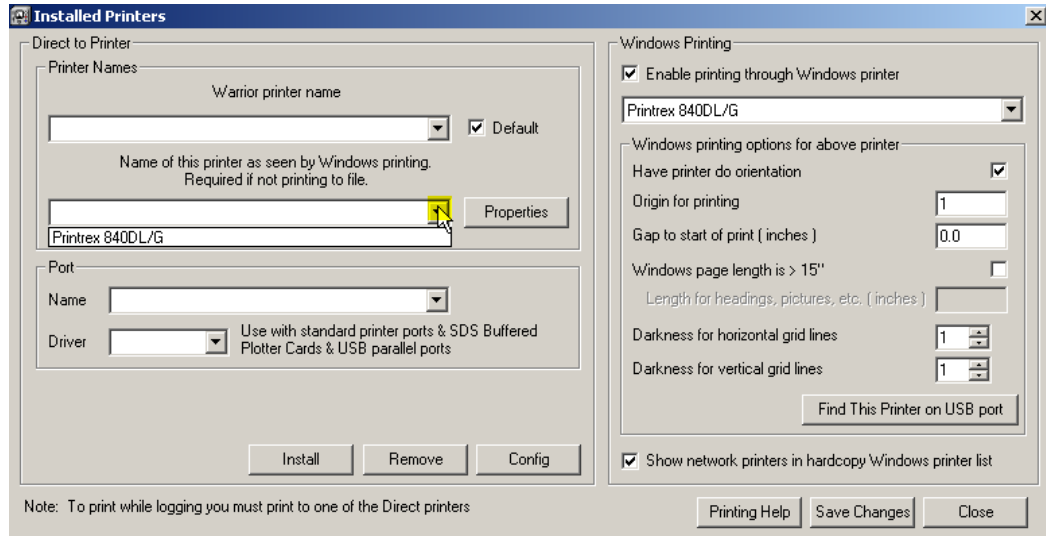 Installed Printers
Direct to Printer
Printer Names
Warrior printer name
Default
Name of this printer as seen by Windows printing.
Required if not printing to file.
Properties
Printrex 840DL/G
Port
Name
Driver
Use with standard printer ports & SDS Buffered
Plotter Cards & USB parallel ports
Install Remove Config
Note: To print while logging you must print to one of the Direct printers
Windows Printing
Enable printing through Windows printer
Printrex 840DL/G
Windows printing options for above printer
Have printer do orientation
Origin for printing 1
Gap to start of print ( inches ) 0.0
Windows page length is > 15"
Length for headings, pictures, etc. ( inches )
Darkness for horizontal grid lines 1
Darkness for vertical grid lines 1
Find This Printer on USB port
Show network printers in hardcopy Windows printer list
Printing Help Save Changes Close